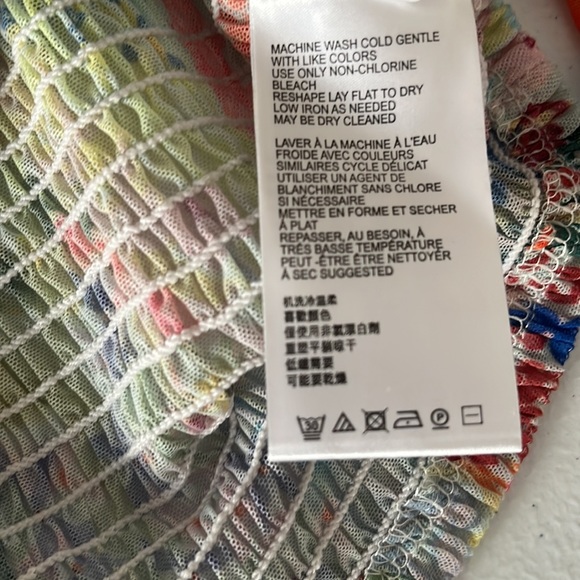 MACHINE WASH COLD GENTLE
WITH LIKE COLORS
USE ONLY NON-CHLORINE
BLEACH
RESHAPE LAY FLAT TO DRY
LOW IRON AS NEEDED
MAY BE DRY CLEANED
LAVER À LA MACHINE À L'EAU
FROIDE AVEC COULEURS
SIMILAIRES CYCLE DÉLICAT
UTILISER UN AGENT DE
BLANCHIMENT SANS CHLORE
SI NÉCESSAIRE
METTRE EN FORME ET SECHER
À PLAT
REPASSER, AU BESOIN, À
TRÈS BASSE TEMPÉRATURE
PEUT -ÊTRE ÊTRE NETTOYÉR
À SEC SUGGESTED
机洗冷温柔
喜歡顏色
僅使用非氯漂白劑
重塑平躺晾干
低鐵需要
可能要乾燥
30
P